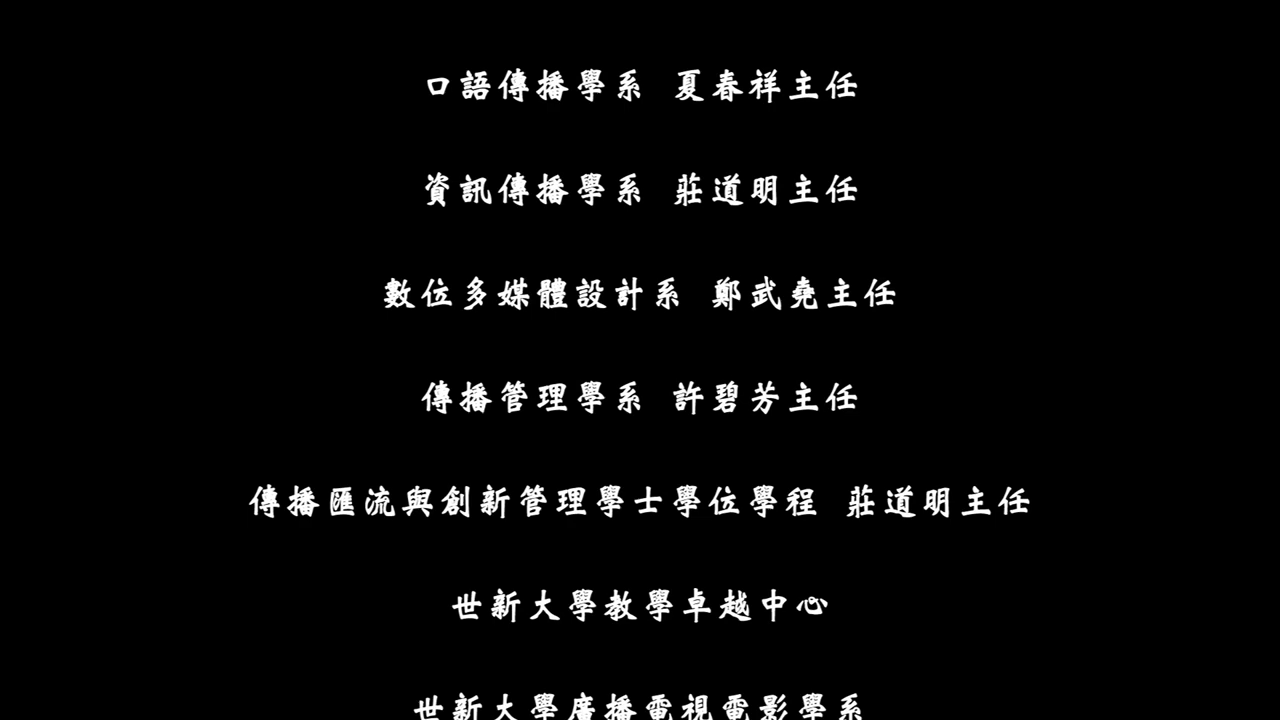 口語傳播學系 夏春祥主任
資訊傳播學系 莊道明主任
數位多媒體設計系 鄭武堯主任
傳播管理學系 許碧芳主任
傳播匯流與創新管理學士學位學程 莊道明主任
世新大學教學卓越中心
世新大學廣播電視電影學系